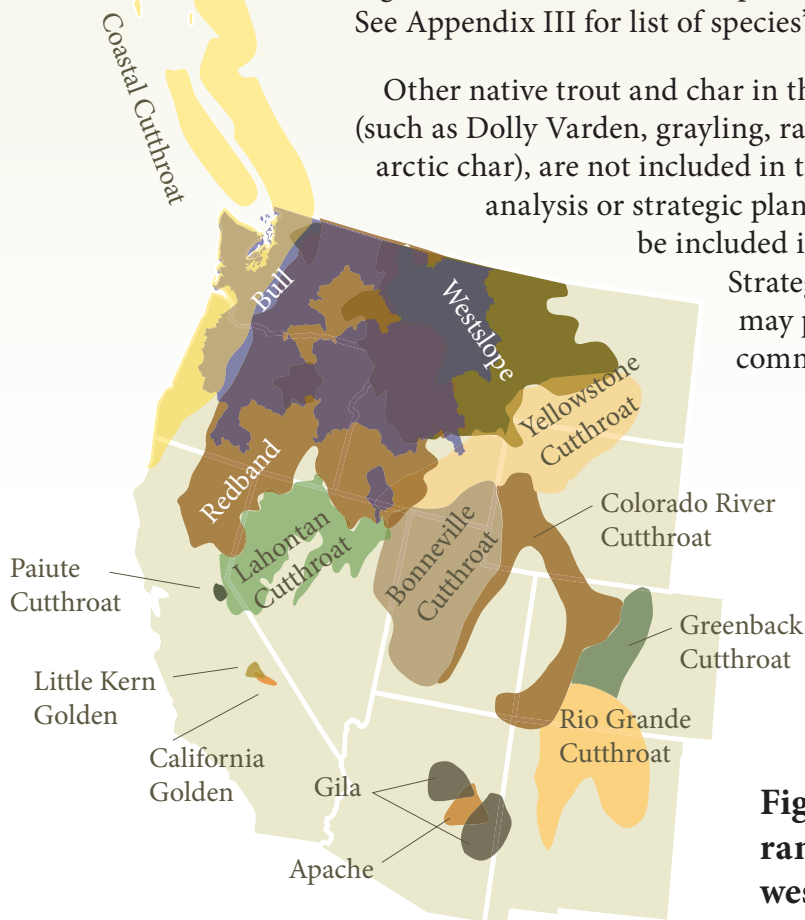 See Appendix III for list of species'
Other native trout and char in th
(such as Dolly Varden, grayling, ra
arctic char), are not included in t
analysis or strategic plan
be included i
Strateg
may p
comm
Coastal Cutthroat
Bull
Westslope
Yellowstone
Cutthroat
Redband
Lahontan
Cutthroat
Bonneville
Cutthroat
Colorado River
Cutthroat
Paiute
Cutthroat
Greenback
Cutthroat
Little Kern
Golden
California
Golden
Rio Grande
Cutthroat
Gila
Apache
Fig
ran
wes